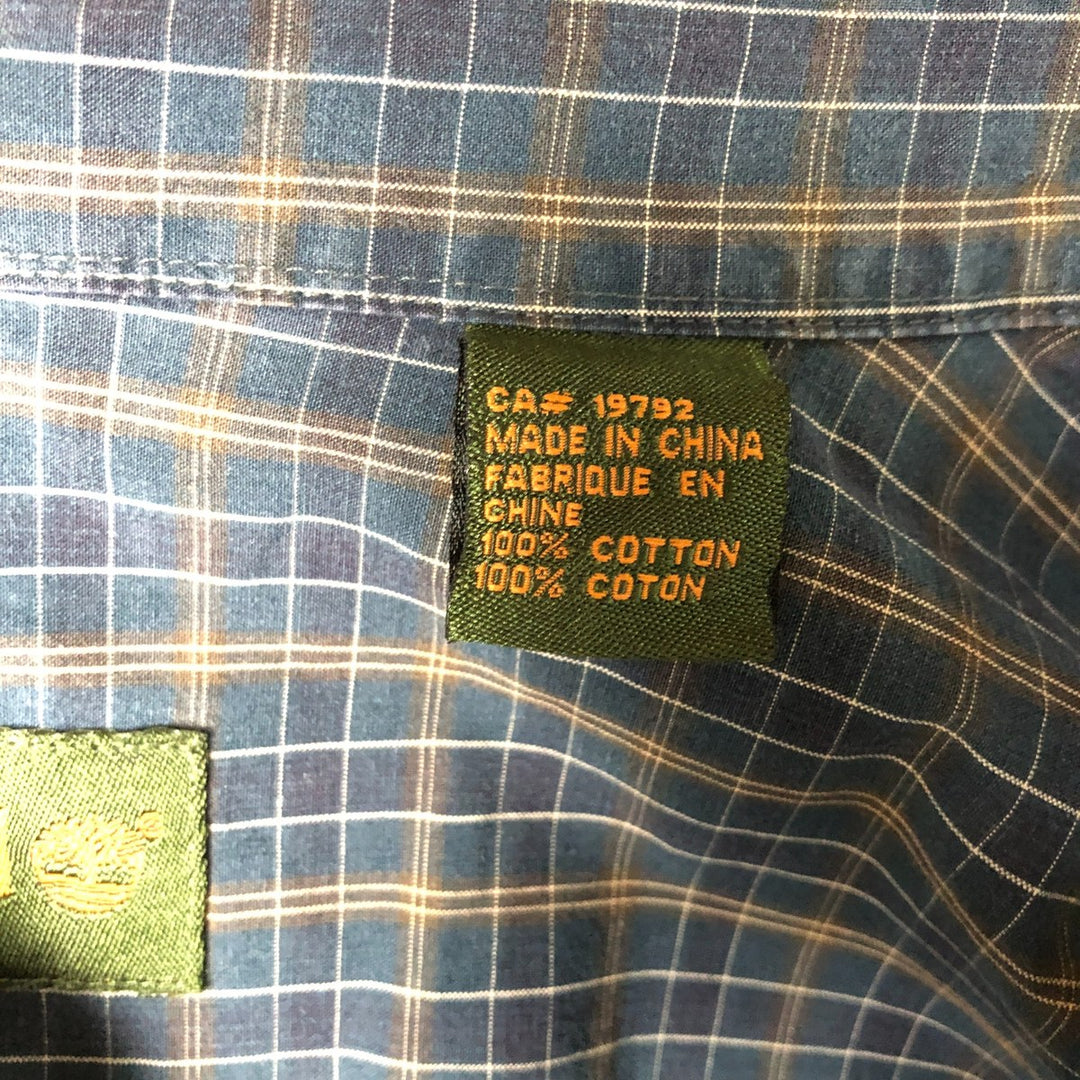 CA# 19792
MADE IN CHINA
FABRIQUE EN
CHINE
100% COTTON
100% COTON